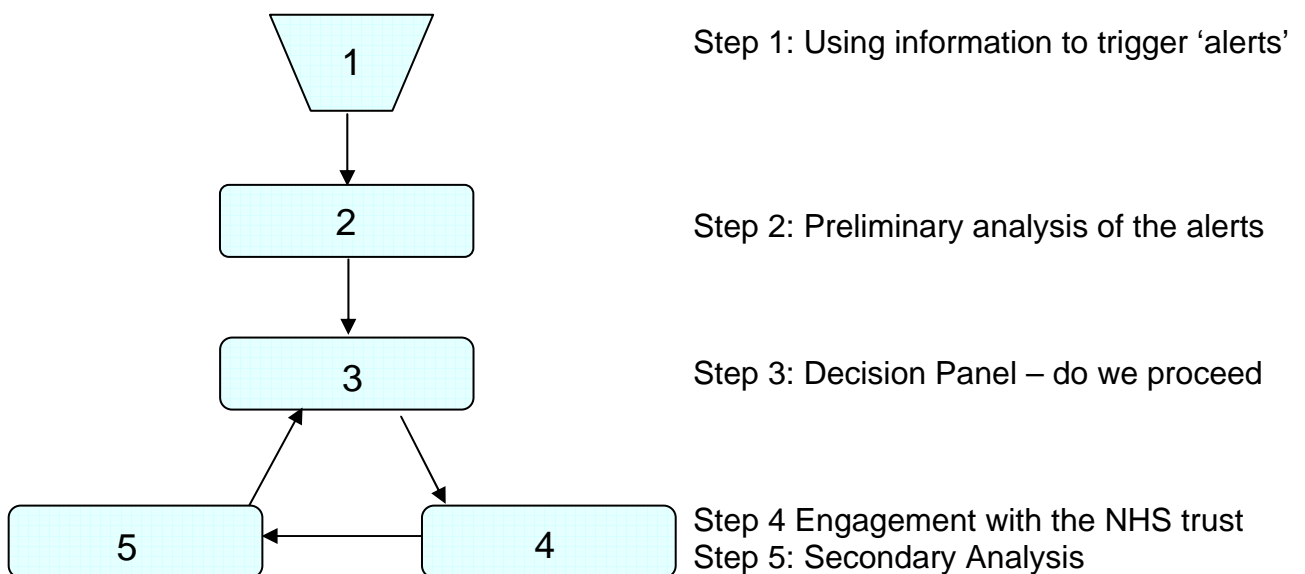 1
Step 1: Using information to trigger ‘alerts’
2
Step 2: Preliminary analysis of the alerts
3
Step 3: Decision Panel – do we proceed
5
4
Step 4 Engagement with the NHS trust
Step 5: Secondary Analysis